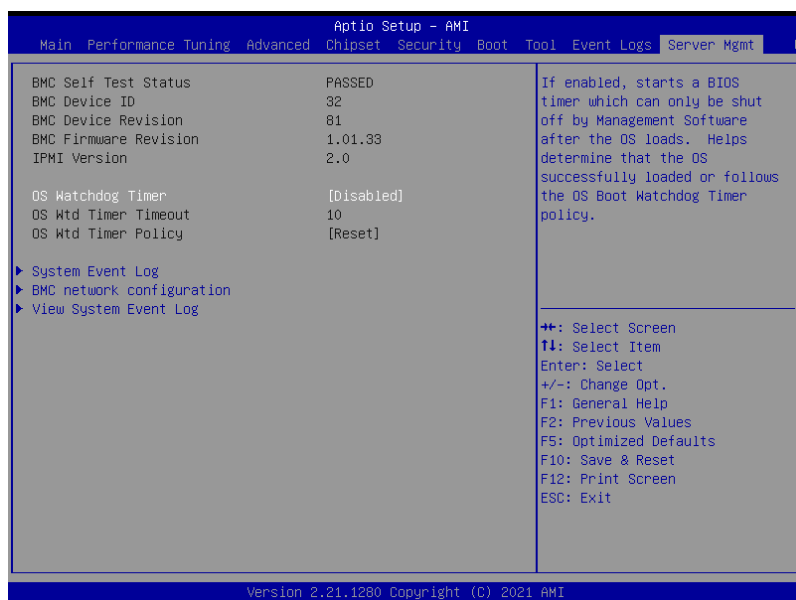 Aptio Setup - AMI
Main Performance Tuning Advanced Chipset Security Boot Tool Event Logs Server Mgmt
BMC Self Test Status PASSED
BMC Device ID 32
BMC Device Revision 81
BMC Firmware Revision 1.01.33
IPMI Version 2.0
OS Watchdog Timer [Disabled]
OS Wtd Timer Timeout 10
OS Wtd Timer Policy [Reset]
System Event Log
BMC network configuration
View System Event Log
If enabled, starts a BIOS
timer which can only be shut
off by Management Software
after the OS loads. Helps
determine that the OS
successfully loaded or follows
the OS Boot Watchdog Timer
policy.
→←: Select Screen
↑↓: Select Item
Enter: Select
+/-: Change Opt.
F1: General Help
F2: Previous Values
F5: Optimized Defaults
F10: Save & Reset
F12: Print Screen
ESC: Exit
Version 2.21.1280 Copyright (C) 2021 AMI